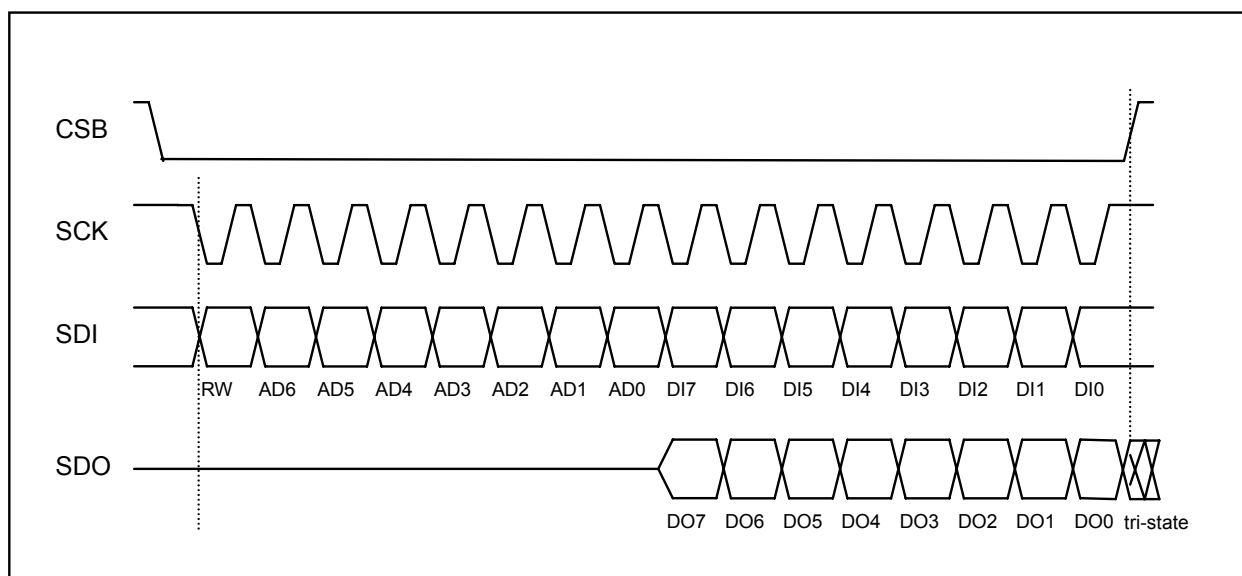 CSB
SCK
SDI
RW AD6 AD5 AD4 AD3 AD2 AD1 AD0 DI7 DI6 DI5 DI4 DI3 DI2 DI1 DI0
SDO
DO7 DO6 DO5 DO4 DO3 DO2 DO1 DO0 tri-state